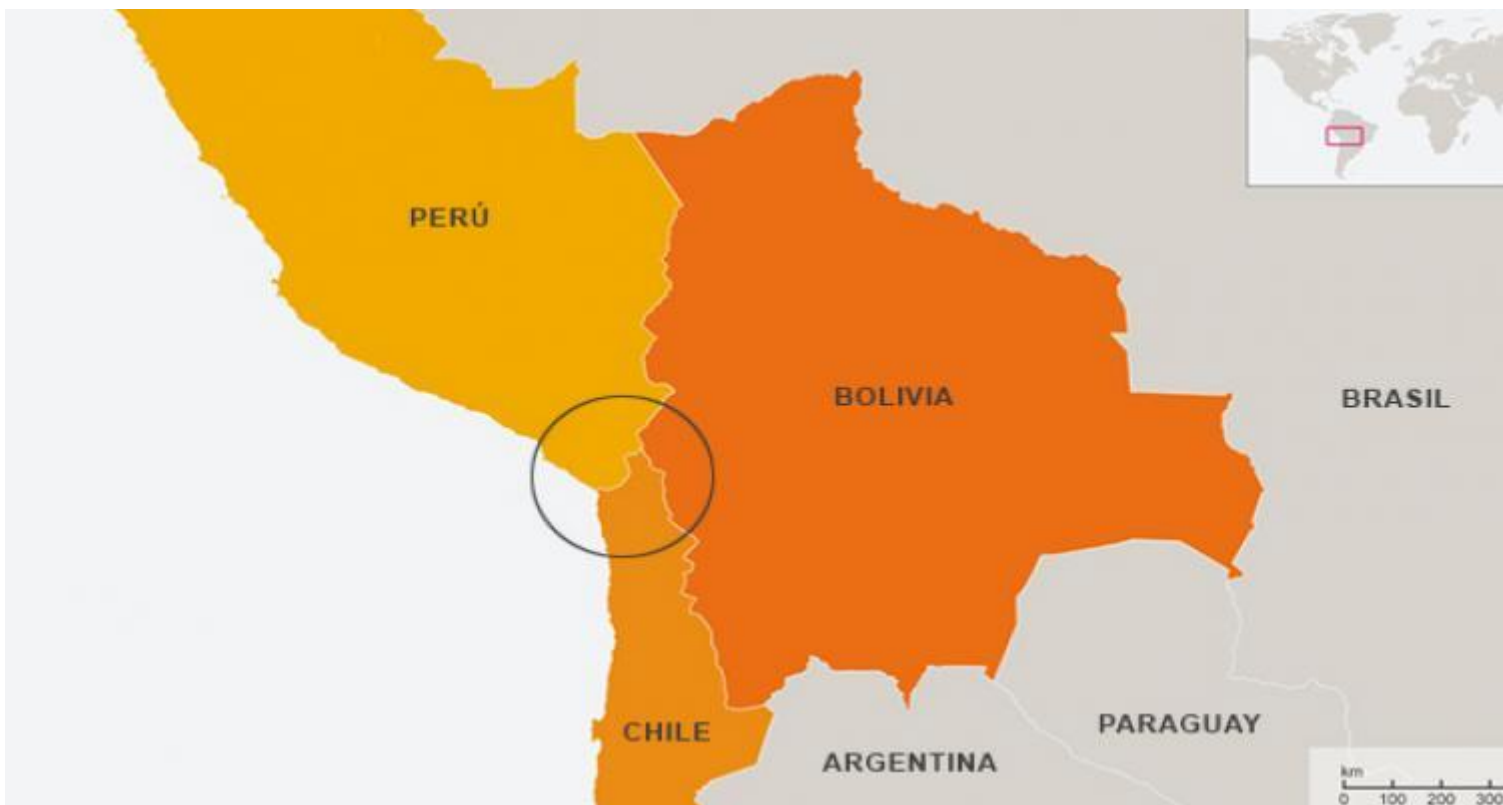 PERÚ
BOLIVIA
BRASIL
CHILE
PARAGUAY
ARGENTINA
km
0 100 200 300